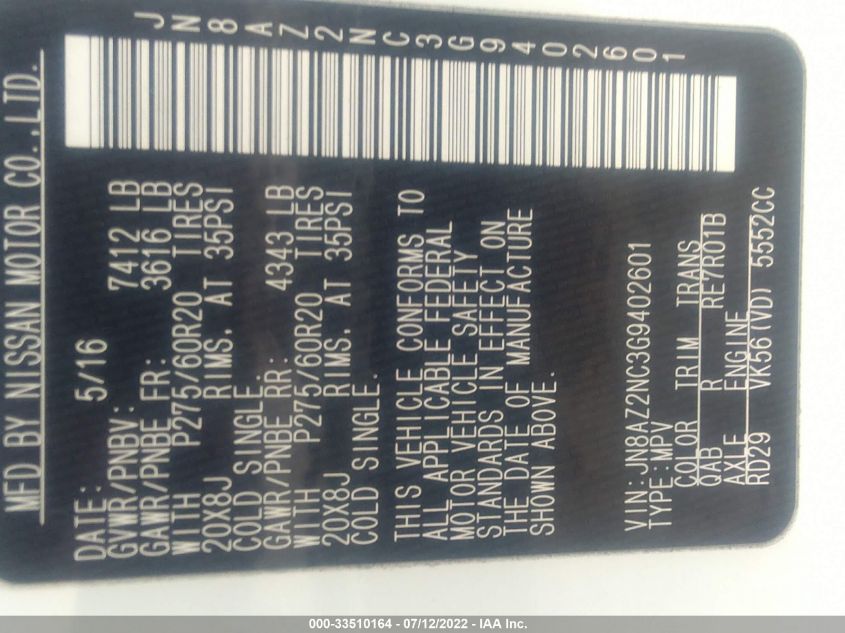 MFD BY NISSAN MOTOR CO.,LTD.
JN8AZ2NC3G9402601
DATE: 5/16
GVWR/PNBV: 7412 LB
GAWR/PNBE FR: 3616 LB
WITH P275/60R20 TIRES
20X8J RIMS. AT 35PSI
COLD SINGLE.
GAWR/PNBE RR: 4343 LB
WITH P275/60R20 TIRES
20X8J RIMS. AT 35PSI
COLD SINGLE.
THIS VEHICLE CONFORMS TO
ALL APPLICABLE FEDERAL
MOTOR VEHICLE SAFETY
STANDARDS IN EFFECT ON
THE DATE OF MANUFACTURE
SHOWN ABOVE.
VIN:JN8AZ2NC3G9402601
TYPE:MPV
COLOR TRIM TRANS
QAB R RE7R01B
AXLE ENGINE
RD29 VK56(VD) 5552CC
000-33510164 - 07/12/2022 - IAA Inc.